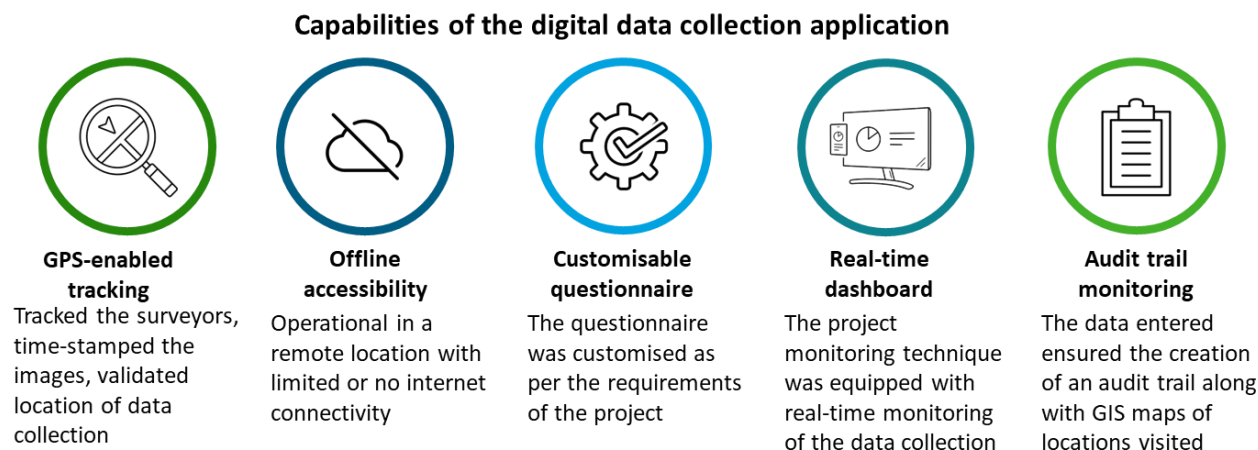 Capabilities of the digital data collection application
GPS-enabled
tracking
Tracked the surveyors,
time-stamped the
images, validated
location of data
collection
Offline
accessibility
Operational in a
remote location with
limited or no internet
connectivity
Customisable
questionnaire
The questionnaire
was customised as
per the requirements
of the project
Real-time
dashboard
The project
monitoring technique
was equipped with
real-time monitoring
of the data collection
Audit trail
monitoring
The data entered
ensured the creation
of an audit trail along
with GIS maps of
locations visited